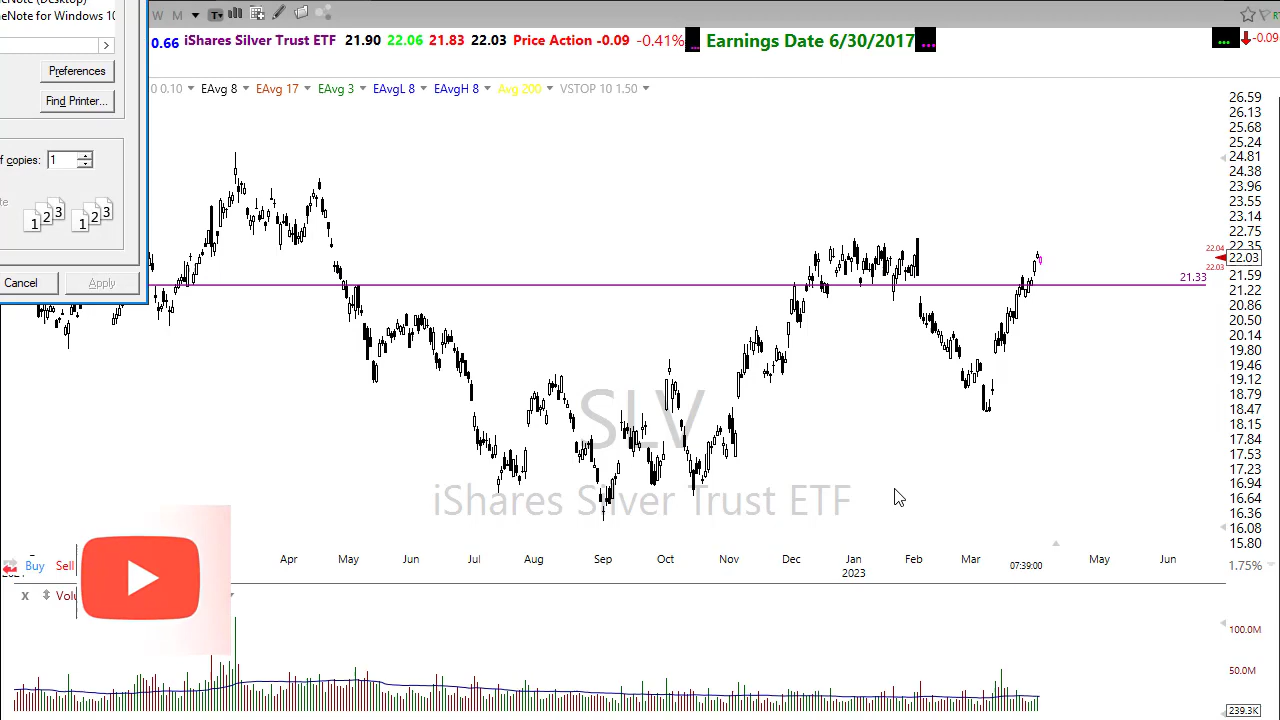 eNote (Desktop)
eNote for Windows 10
Preferences
Find Printer...
f copies: 1
te
1 2 3 1 2 3
Cancel Apply
W M T
0.66 iShares Silver Trust ETF 21.90 22.06 21.83 22.03 Price Action -0.09 -0.41% ... Earnings Date 6/30/2017 ... ... -0.09
0 0.10 EAvg 8 EAvg 17 EAvg 3 EAvgL 8 EAvgH 8 Avg 200 VSTOP 10 1.50
26.59
26.13
25.68
25.24
24.81
24.38
23.96
23.55
23.14
22.75
22.35
22.04
22.03
22.03
21.59
21.33
21.22
20.86
20.50
20.14
19.80
19.46
19.12
18.79
18.47
18.15
17.84
17.53
17.23
16.94
16.64
16.36
16.08
15.80
SLV
iShares Silver Trust ETF
Buy Sell
Apr May Jun Jul Aug Sep Oct Nov Dec Jan Feb Mar May Jun
2023
07:39:00
1.75%
x Volu
100.0M
50.0M
239.3K